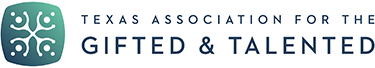 TEXAS ASSOCIATION FOR THE
GIFTED & TALENTED